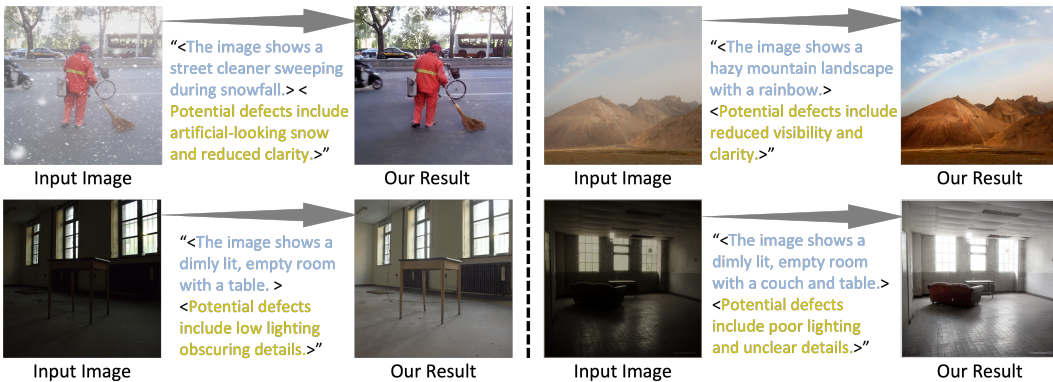 “<The image shows a
street cleaner sweeping
during snowfall.> <
Potential defects include
artificial-looking snow
and reduced clarity.>”
Input Image
Our Result
“<The image shows a
hazy mountain landscape
with a rainbow.>
<Potential defects include
reduced visibility and
clarity.>”
Input Image
Our Result
“<The image shows a
dimly lit, empty room
with a table. >
<Potential defects
include low lighting
obscuring details.>”
Input Image
Our Result
“<The image shows a
dimly lit, empty room
with a couch and table.>
<Potential defects
include poor lighting
and unclear details.>”
Input Image
Our Result